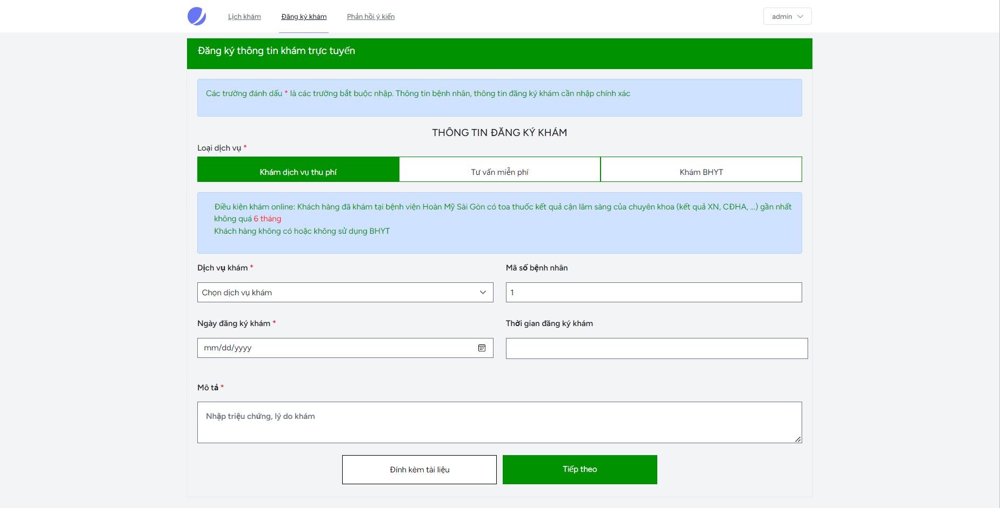 Lịch khám
Đăng ký khám
Phản hồi ý kiến
admin
Đăng ký thông tin khám trực tuyến
Các trường đánh dấu * là các trường bắt buộc nhập. Thông tin bệnh nhân, thông tin đăng ký khám cần nhập chính xác
THÔNG TIN ĐĂNG KÝ KHÁM
Loại dịch vụ *
Khám dịch vụ thu phí
Tư vấn miễn phí
Khám BHYT
Điều kiện khám online: Khách hàng đã khám tại bệnh viện Hoàn Mỹ Sài Gòn có toa thuốc kết quả cận lâm sàng của chuyên khoa (kết quả XN, CĐHA, ...) gần nhất
không quá 6 tháng
Khách hàng không có hoặc không sử dụng BHYT
Dịch vụ khám *
Mã số bệnh nhân
Chọn dịch vụ khám
1
Ngày đăng ký khám *
Thời gian đăng ký khám
mm/dd/yyyy
Mô tả *
Nhập triệu chứng, lý do khám
Đính kèm tài liệu
Tiếp theo